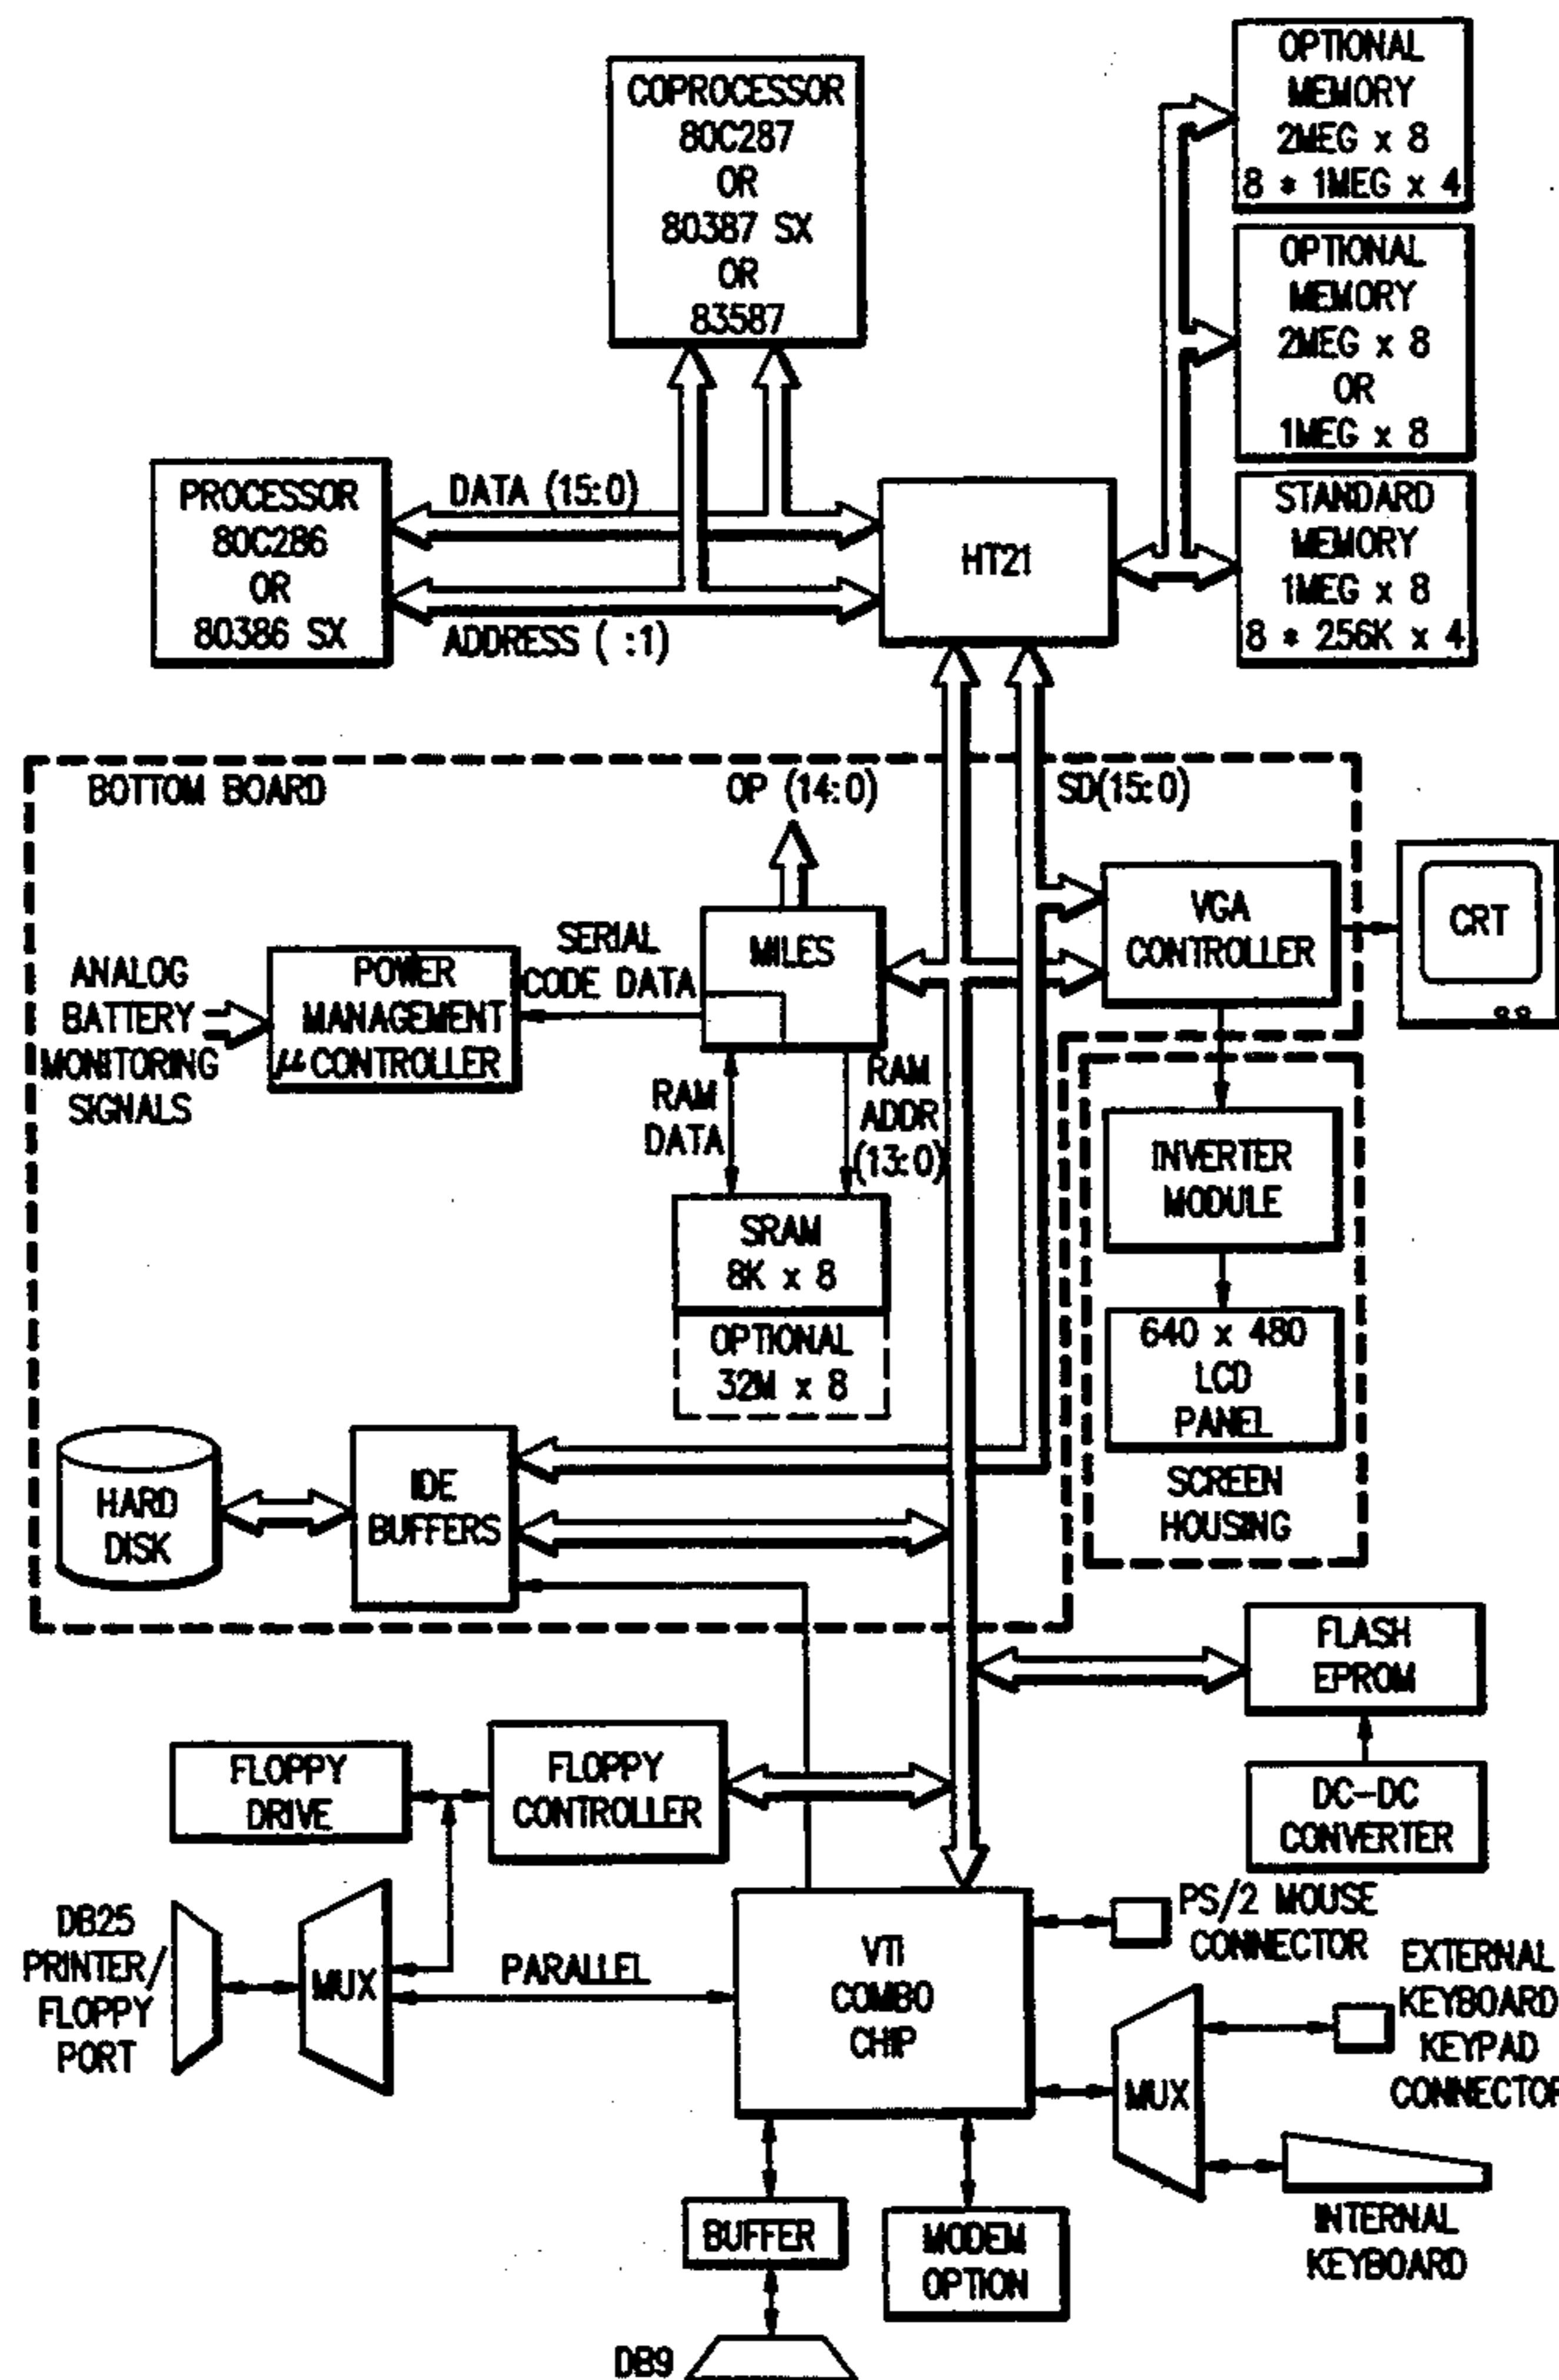 COPROCESSOR
80C287
OR
80387 SX
OR
83587
OPTIONAL
MEMORY
2MEG x 8
8 * 1MEG x 4
OPTIONAL
MEMORY
2MEG x 8
OR
1MEG x 8
STANDARD
MEMORY
1MEG x 8
8 * 256K x 4
PROCESSOR
80C286
OR
80386 SX
DATA (15:0)
ADDRESS ( :1)
HT21
BOTTOM BOARD
OP (14:0)
SD(15:0)
ANALOG
BATTERY
MONITORING
SIGNALS
POWER
MANAGEMENT
μ CONTROLLER
SERIAL
CODE DATA
MILES
VGA
CONTROLLER
CRT
RAM
DATA
RAM
ADDR
(13:0)
SRAM
8K x 8
OPTIONAL
32M x 8
INVERTER
MODULE
640 x 480
LCD
PANEL
SCREEN
HOUSING
HARD
DISK
IDE
BUFFERS
FLASH
EPROM
DC-DC
CONVERTER
FLOPPY
DRIVE
FLOPPY
CONTROLLER
DB25
PRINTER/
FLOPPY
PORT
MUX
PARALLEL
VTI
COMBO
CHIP
PS/2 MOUSE
CONNECTOR
EXTERNAL
KEYBOARD
KEYPAD
CONNECTOR
MUX
INTERNAL
KEYBOARD
BUFFER
MODEM
OPTION
DB9